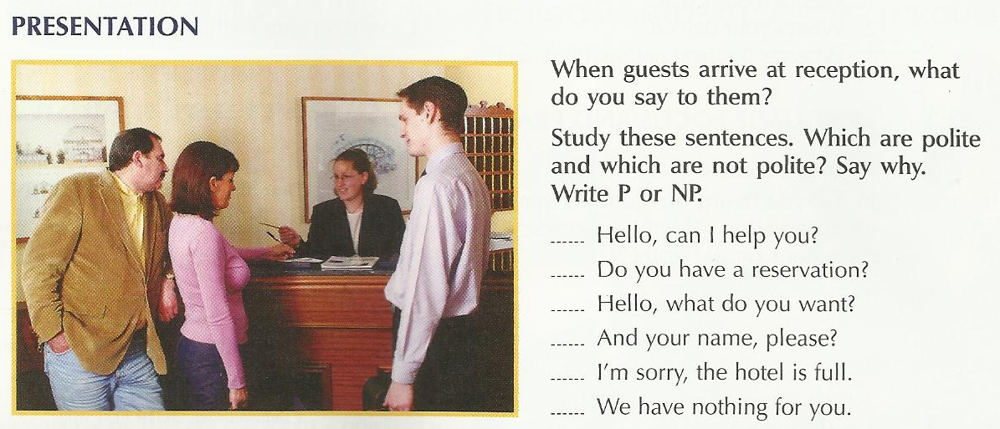 PRESENTATION
When guests arrive at reception, what
do you say to them?
Study these sentences. Which are polite
and which are not polite? Say why.
Write P or NP.
...... Hello, can I help you?
...... Do you have a reservation?
...... Hello, what do you want?
...... And your name, please?
...... I'm sorry, the hotel is full.
...... We have nothing for you.